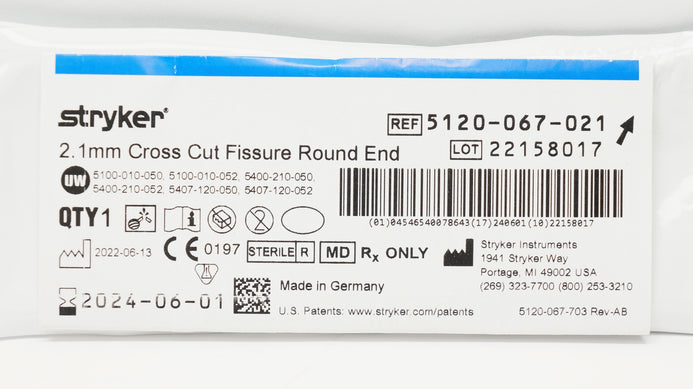 stryker®
REF 5120-067-021
2.1mm Cross Cut Fissure Round End
LOT 22158017
UW 5100-010-050, 5100-010-052, 5400-210-050,
5400-210-052, 5407-120-050, 5407-120-052
QTY 1
(01)04546540078643(17)240601(10)22158017
2022-06-13
CE 0197
STERILE R
MD
Rx ONLY
Stryker Instruments
1941 Stryker Way
Portage, MI 49002 USA
(269) 323-7700 (800) 253-3210
2024-06-01
Made in Germany
U.S. Patents: www.stryker.com/patents
5120-067-703 Rev-AB